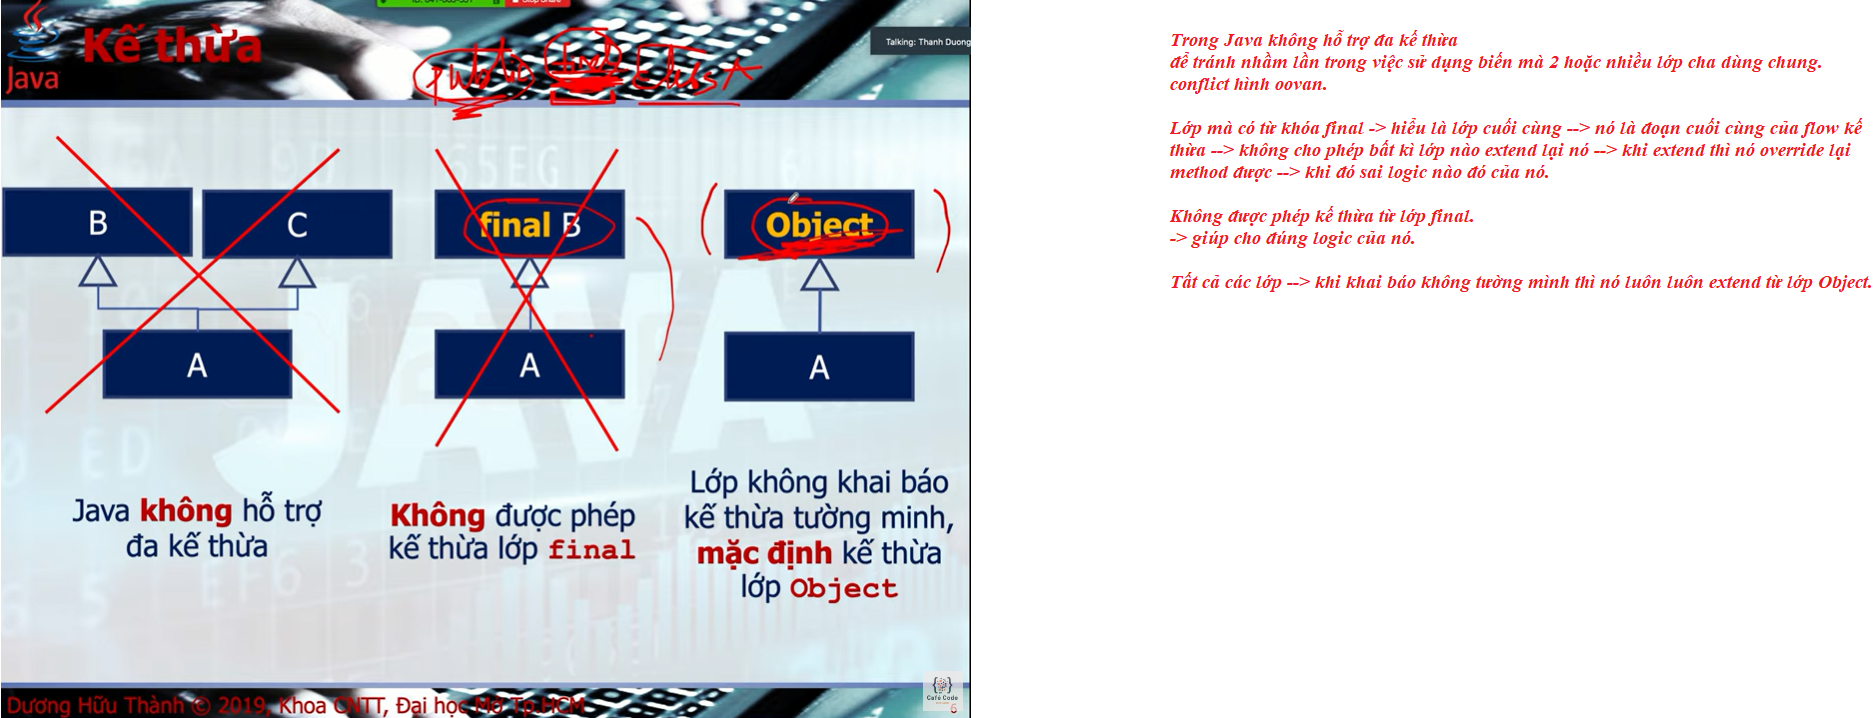 Java
Kế thừa
public final class A
Talking: Thanh Duong
B
C
A
final B
A
Object
A
Java không hỗ trợ
đa kế thừa
Không được phép
kế thừa lớp final
Lớp không khai báo
kế thừa tường minh,
mặc định kế thừa
lớp Object
Café Code
Dương Hữu Thành © 2019, Khoa CNTT, Đại học Mở Tp.HCM
6
Trong Java không hỗ trợ đa kế thừa
để tránh nhầm lẫn trong việc sử dụng biến mà 2 hoặc nhiều lớp cha dùng chung.
conflict hình oovan.
Lớp mà có từ khóa final -> hiểu là lớp cuối cùng --> nó là đoạn cuối cùng của flow kế
thừa --> không cho phép bất kì lớp nào extend lại nó --> khi extend thì nó override lại
method được --> khi đó sai logic nào đó của nó.
Không được phép kế thừa từ lớp final.
-> giúp cho đúng logic của nó.
Tất cả các lớp --> khi khai báo không tường mình thì nó luôn luôn extend từ lớp Object.